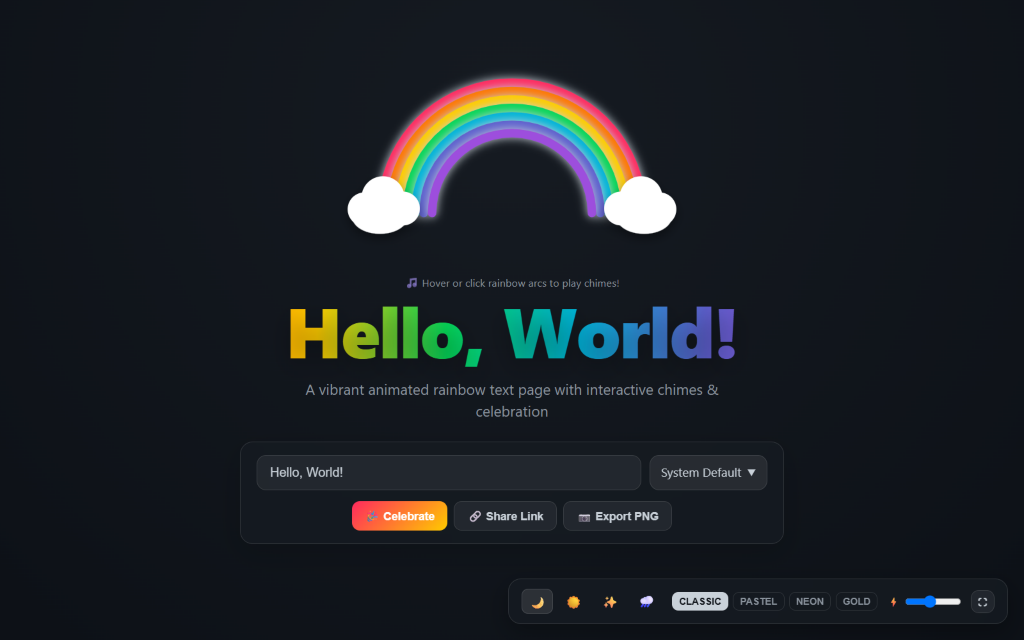 Hover or click rainbow arcs to play chimes!
Hello, World!
A vibrant animated rainbow text page with interactive chimes &
celebration
Hello, World!
System Default ▼
Celebrate
Share Link
Export PNG
CLASSIC
PASTEL
NEON
GOLD